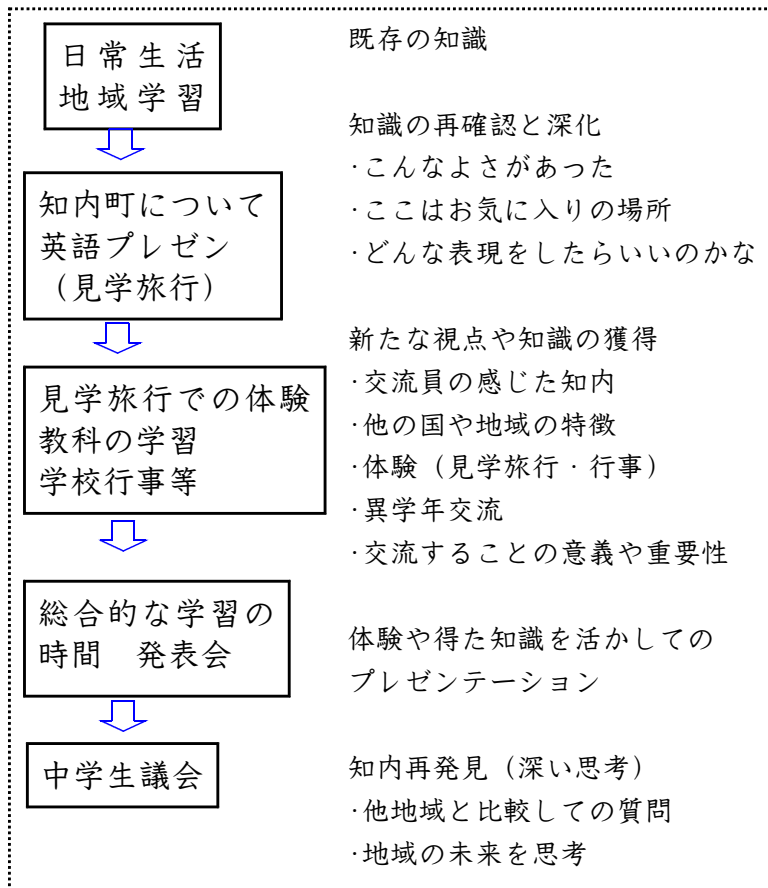 日常生活
地域学習
既存の知識
知内町について
英語プレゼン
（見学旅行）
知識の再確認と深化
·こんなよさがあった
·ここはお気に入りの場所
·どんな表現をしたらいいのかな
見学旅行での体験
教科の学習
学校行事等
新たな視点や知識の獲得
·交流員の感じた知内
·他の国や地域の特徴
·体験（見学旅行·行事）
·異学年交流
·交流することの意義や重要性
総合的な学習の
時間　発表会
体験や得た知識を活かしての
プレゼンテーション
中学生議会
知内再発見（深い思考）
·他地域と比較しての質問
·地域の未来を思考